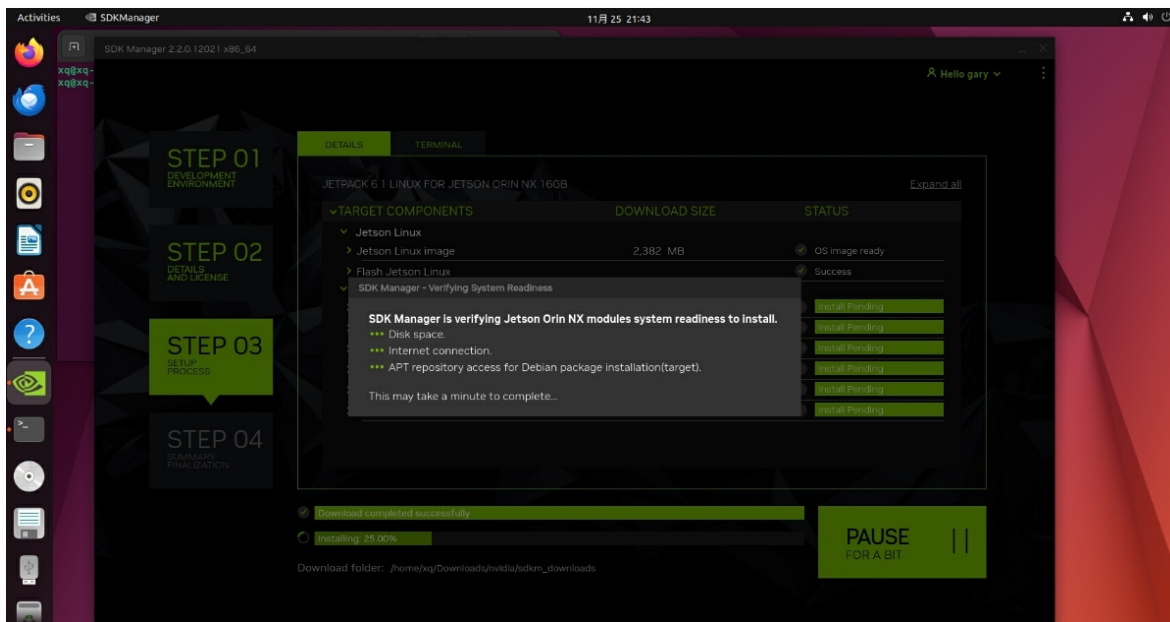 Activities
SDKManager
11月 25 21:43
SDK Manager 2.2.0.12021 x86_64
xq@xq-
xq@xq-
Hello gary
STEP 01
DEVELOPMENT
ENVIRONMENT
STEP 02
DETAILS
AND LICENSE
STEP 03
SETUP
PROCESS
STEP 04
SUMMARY
FINALIZATION
DETAILS
TERMINAL
JETPACK 6.1 LINUX FOR JETSON ORIN NX 16GB
Expand all
TARGET COMPONENTS
DOWNLOAD SIZE
STATUS
Jetson Linux
Jetson Linux image
2,382 MB
OS image ready
Flash Jetson Linux
Success
SDK Manager - Verifying System Readiness
SDK Manager is verifying Jetson Orin NX modules system readiness to install.
Disk space.
Internet connection.
APT repository access for Debian package installation(target).
This may take a minute to complete...
Install Pending
Install Pending
Install Pending
Install Pending
Install Pending
Install Pending
Download completed successfully
Installing: 25.00%
Download folder: /home/xq/Downloads/nvidia/sdkm_downloads
PAUSE
FOR A BIT